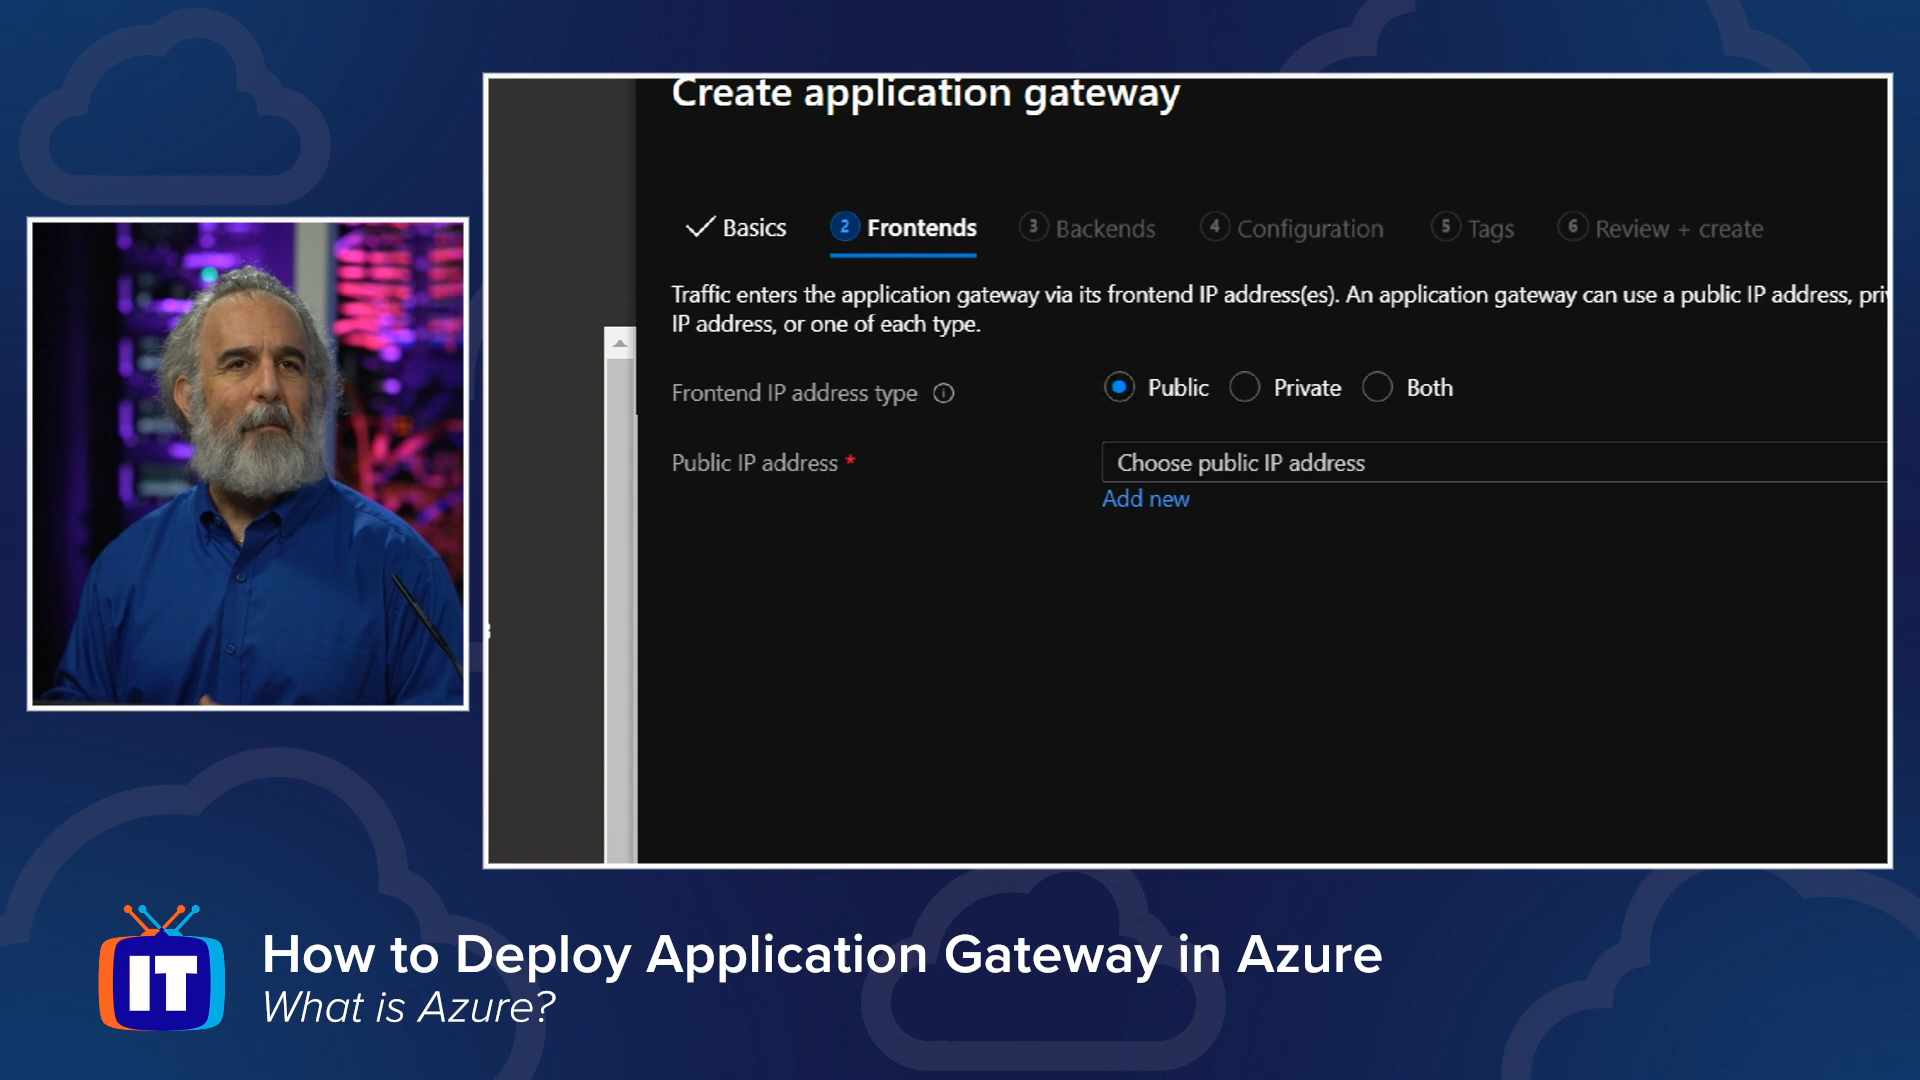 Create application gateway
Basics
2 Frontends
3 Backends
4 Configuration
5 Tags
6 Review + create
Traffic enters the application gateway via its frontend IP address(es). An application gateway can use a public IP address,
IP address, or one of each type.
Frontend IP address type
Public
Private
Both
Public IP address *
Choose public IP address
Add new
IT
How to Deploy Application Gateway in Azure
What is Azure?